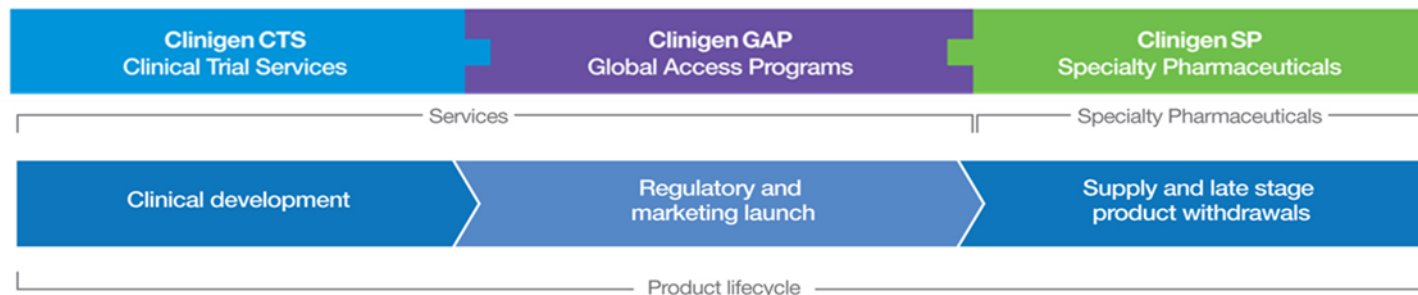 Clinigen CTS
Clinical Trial Services
Clinigen GAP
Global Access Programs
Clinigen SP
Specialty Pharmaceuticals
Services
Specialty Pharmaceuticals
Clinical development
Regulatory and
marketing launch
Supply and late stage
product withdrawals
Product lifecycle